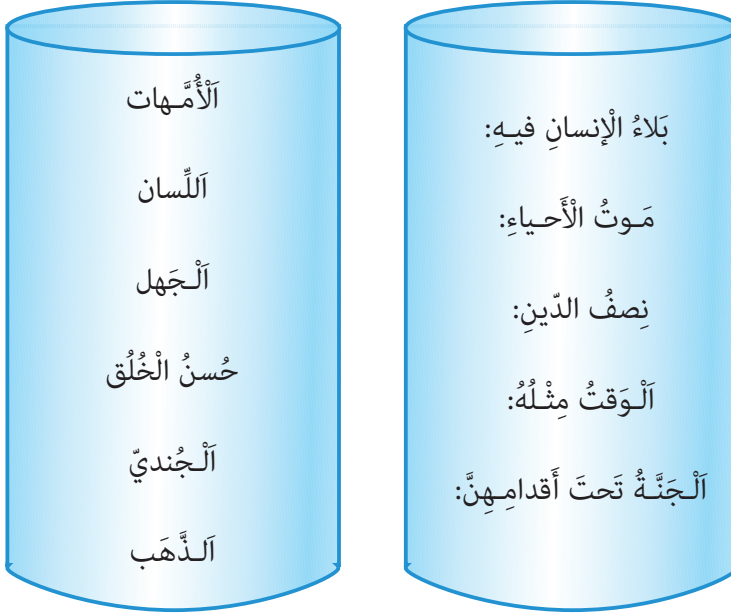 بَلاءُ الْإنسانِ فيـهِ:
مَـوتُ الْأَحـياءِ:
نِصفُ الدّينِ:
اَلْـوَقتُ مِثْـلُهُ:
اَلْـجَنَّـةُ تَحتَ أَقدامِـهِنَّ:
اَلْأُمَّـهات
اَللِّسان
اَلْـجَهل
حُسنُ الْخُلُق
اَلْـجُنديّ
اَلـذَّهَب